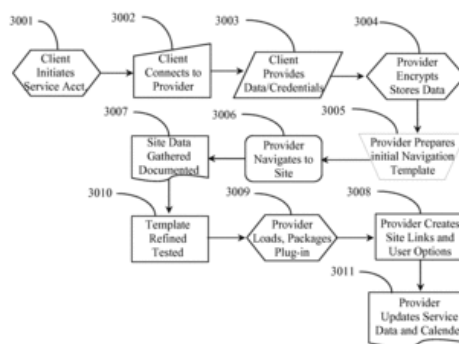 3001
3002
3003
3004
Client
Initiates
Service Acct.
Client
Connects to
Provider
Client
Provides
Data/Credentials
Provider
Encrypts
Stores Data
3007
3006
3005
Site Data
Gathered
Documented
Provider
Navigates to
Site
Provider Prepares
initial Navigation
Template
3010
3009
3008
Template
Refined
Tested
Provider
Loads, Packages
Plug-in
Provider Creates
Site Links and
User Options
3011
Provider
Updates Service
Data and Calender